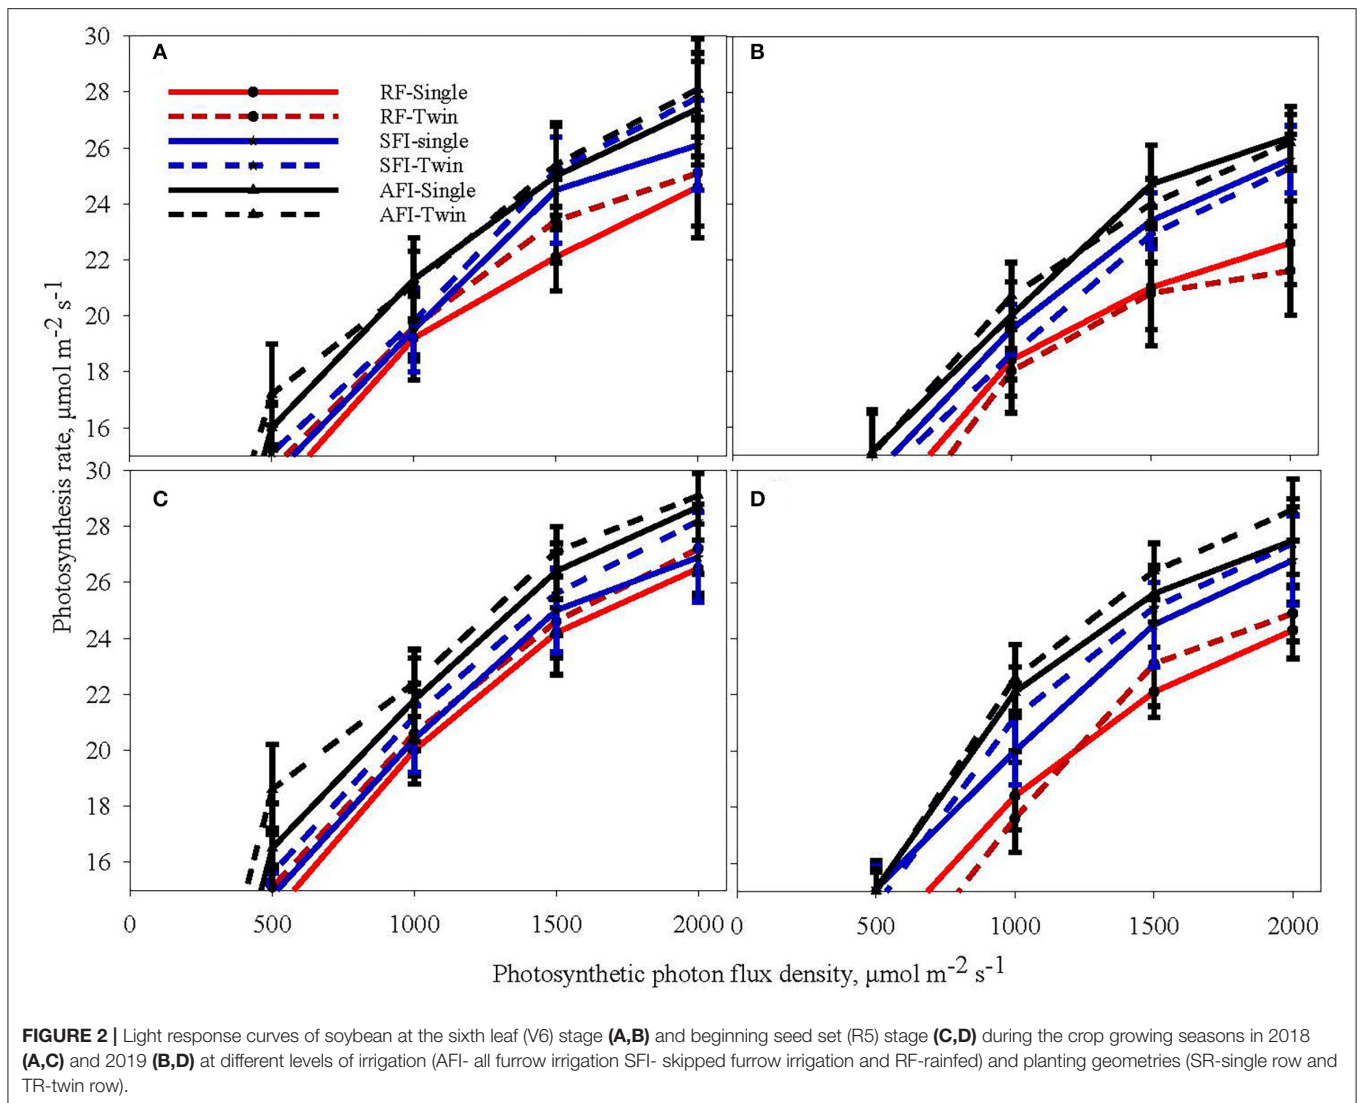 30
28
26
24
22
20
18
16
A
RF-Single
RF-Twin
SFI-single
SFI-Twin
AFI-Single
AFI-Twin
B
30
28
26
24
22
20
18
16
C
D
0
500
1000
1500
2000
0
500
1000
1500
2000
Photosynthesis rate, µmol m-2 s-1
Photosynthetic photon flux density, µmol m-2 s-1
FIGURE 2 | Light response curves of soybean at the sixth leaf (V6) stage (A,B) and beginning seed set (R5) stage (C,D) during the crop growing seasons in 2018
(A,C) and 2019 (B,D) at different levels of irrigation (AFI- all furrow irrigation SFI- skipped furrow irrigation and RF-rainfed) and planting geometries (SR-single row and
TR-twin row).